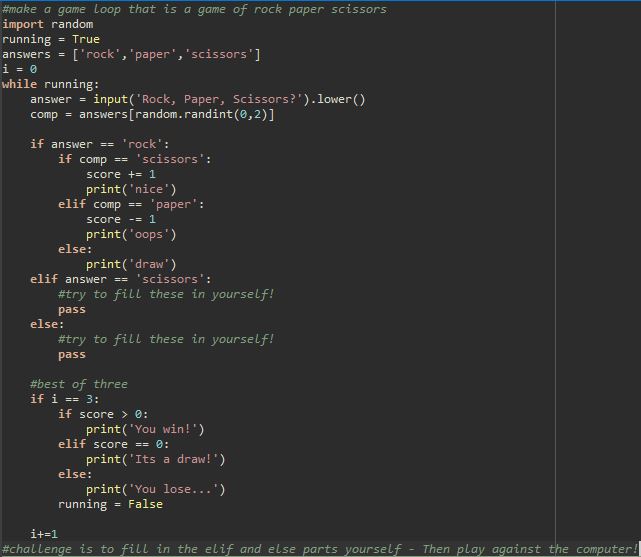 #make a game loop that is a game of rock paper scissors
import random
running = True
answers = ['rock','paper','scissors']
i = 0
while running:
    answer = input('Rock, Paper, Scissors?').lower()
    comp = answers[random.randint(0,2)]

    if answer == 'rock':
        if comp == 'scissors':
            score += 1
            print('nice')
        elif comp == 'paper':
            score -= 1
            print('oops')
        else:
            print('draw')
    elif answer == 'scissors':
        #try to fill these in yourself!
        pass
    else:
        #try to fill these in yourself!
        pass

    #best of three
    if i == 3:
        if score > 0:
            print('You win!')
        elif score == 0:
            print('Its a draw!')
        else:
            print('You lose...')
        running = False

    i+=1
#challenge is to fill in the elif and else parts yourself - Then play against the computer!